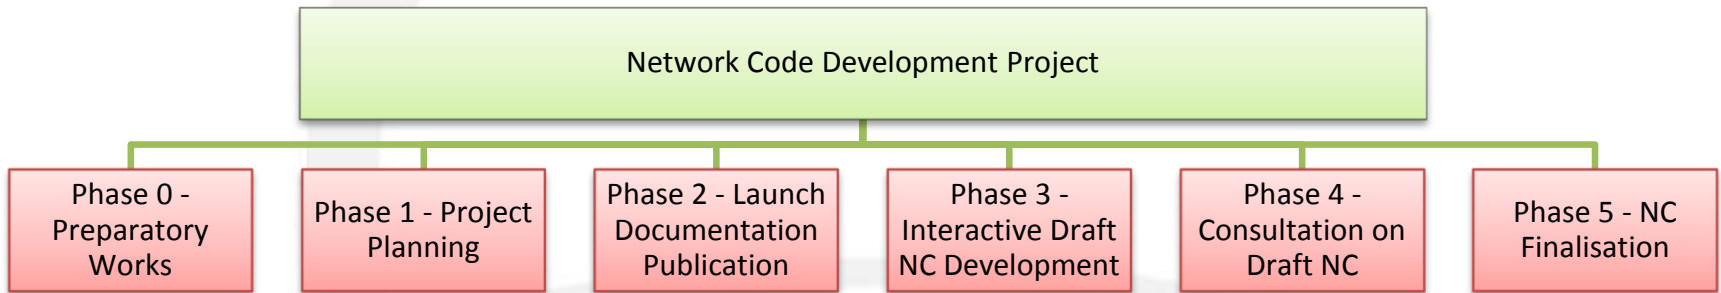 Network Code Development Project
Phase 0 -
Preparatory
Works
Phase 1 - Project
Planning
Phase 2 - Launch
Documentation
Publication
Phase 3 -
Interactive Draft
NC Development
Phase 4 -
Consultation on
Draft NC
Phase 5 - NC
Finalisation